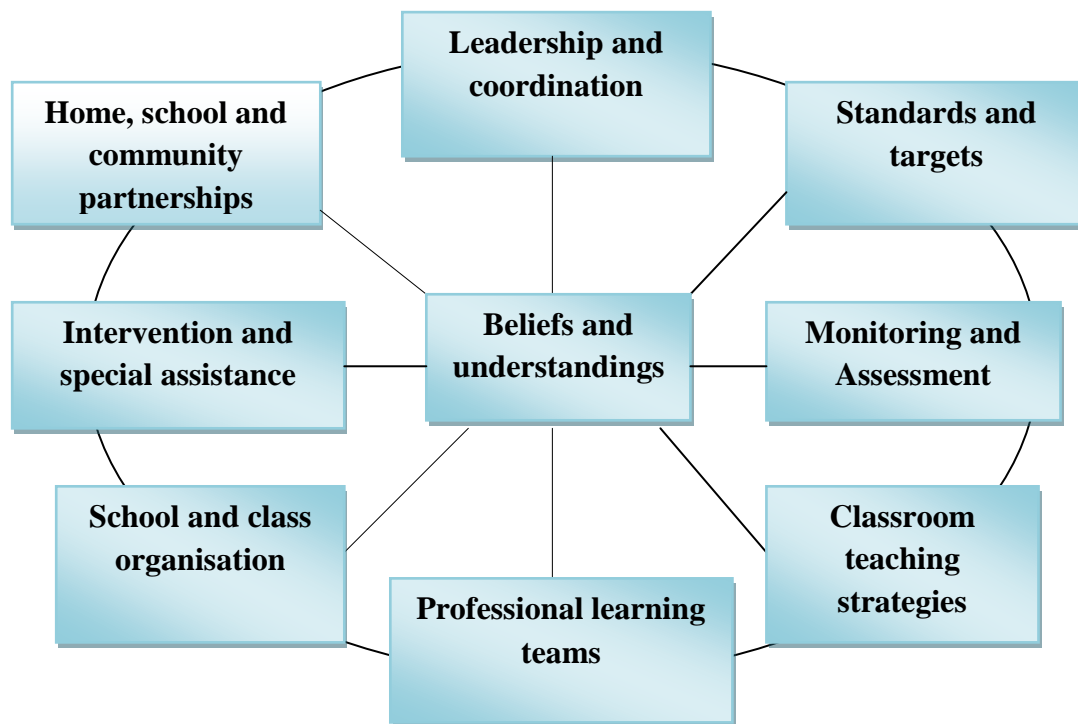 Leadership and
coordination
Home, school and
community
partnerships
Standards and
targets
Intervention and
special assistance
Beliefs and
understandings
Monitoring and
Assessment
School and class
organisation
Classroom
teaching
strategies
Professional learning
teams